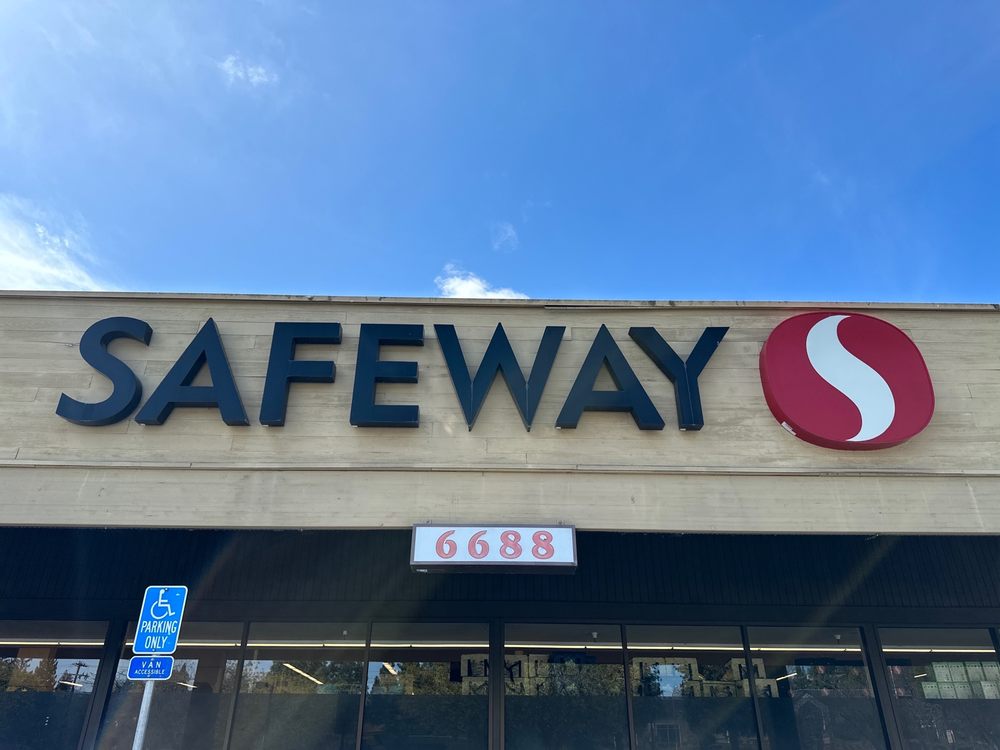 SAFEWAY
6688
PARKING
ONLY
VAN
ACCESSIBLE